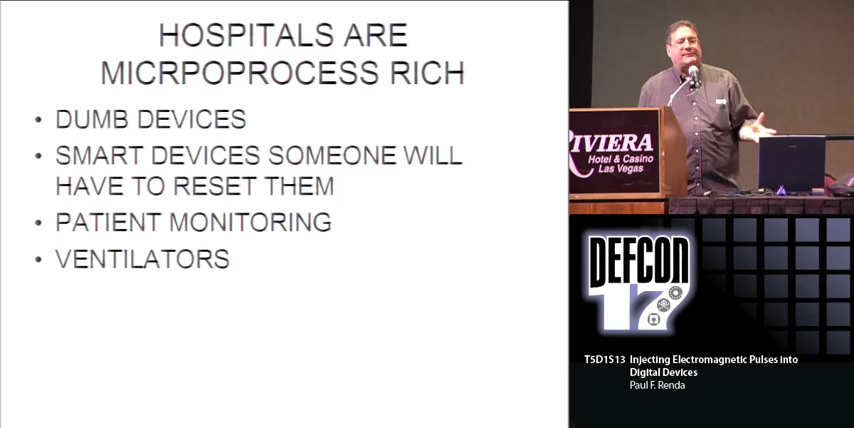 HOSPITALS ARE
MICRPOPROCESS RICH
• DUMB DEVICES
• SMART DEVICES SOMEONE WILL
HAVE TO RESET THEM
• PATIENT MONITORING
• VENTILATORS
RIVIERA
Hotel & Casino
Las Vegas
DEFCON
17
T5D1S13 Injecting Electromagnetic Pulses into
Digital Devices
Paul F. Renda